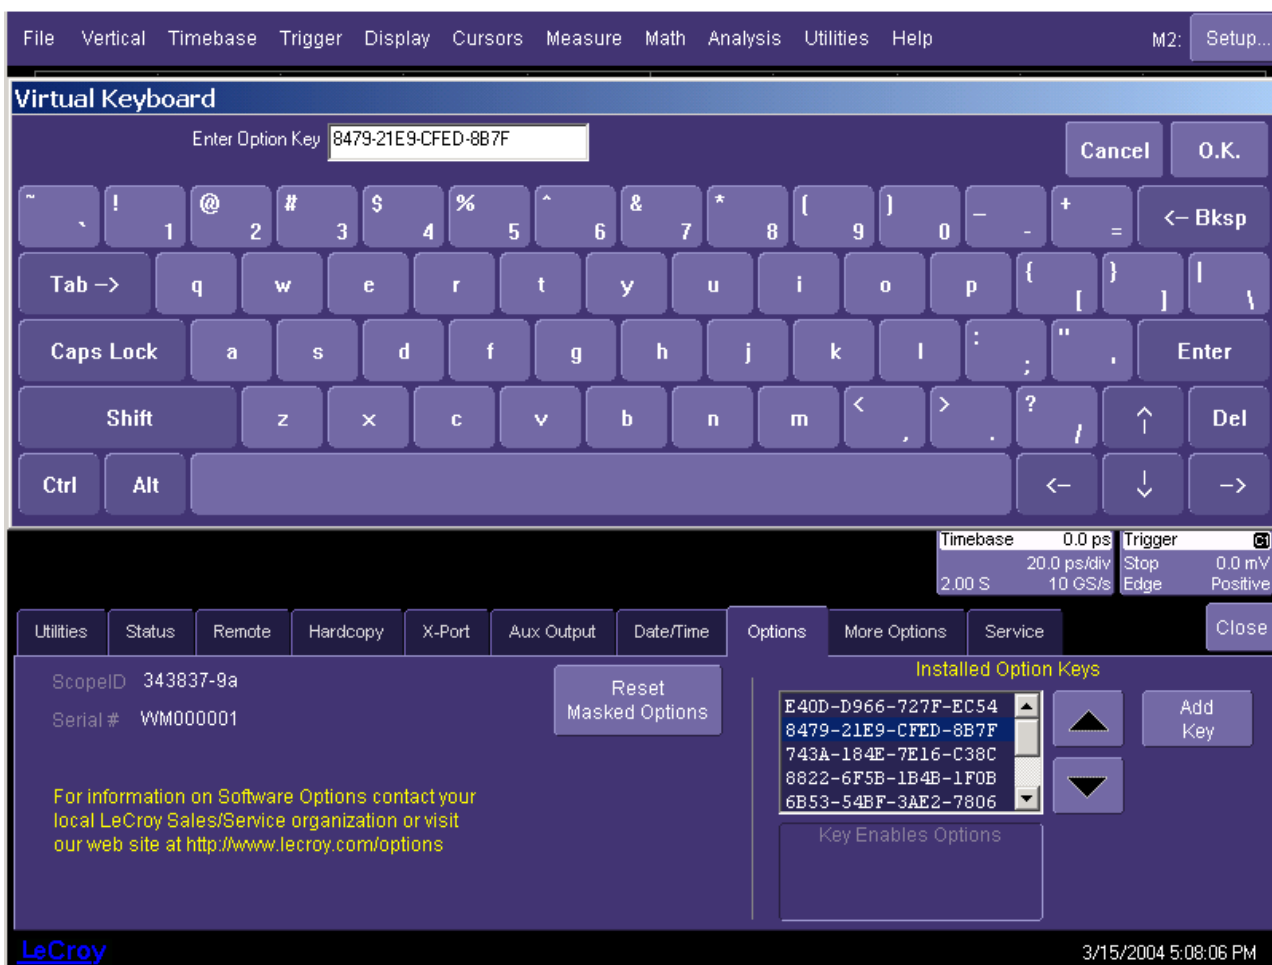 File Vertical Timebase Trigger Display Cursors Measure Math Analysis Utilities Help M2: Setup...
Virtual Keyboard
Enter Option Key 8479-21E9-CFED-8B7F Cancel O.K.
~ ` ! 1 @ 2 # 3 $ 4 % 5 ^ 6 & 7 * 8 ( 9 ) 0 _ - + = <– Bksp
Tab –> q w e r t y u i o p { [ } ] | \
Caps Lock a s d f g h j k l : ; " ' Enter
Shift z x c v b n m < , > . ? / ↑ Del
Ctrl Alt <– ↓ –>
Timebase 0.0 ps Trigger C1
20.0 ps/div Stop 0.0 mV
2.00 S 10 GS/s Edge Positive
Utilities Status Remote Hardcopy X-Port Aux Output Date/Time Options More Options Service Close
ScopeID 343837-9a
Serial # WM000001
Reset
Masked Options
For information on Software Options contact your
local LeCroy Sales/Service organization or visit
our web site at http://www.lecroy.com/options
Installed Option Keys
E40D-D966-727F-EC54
8479-21E9-CFED-8B7F
743A-184E-7E16-C38C
8822-6F5B-1B4B-1F0B
6B53-54BF-3AE2-7806
Add
Key
Key Enables Options
LeCroy 3/15/2004 5:08:06 PM